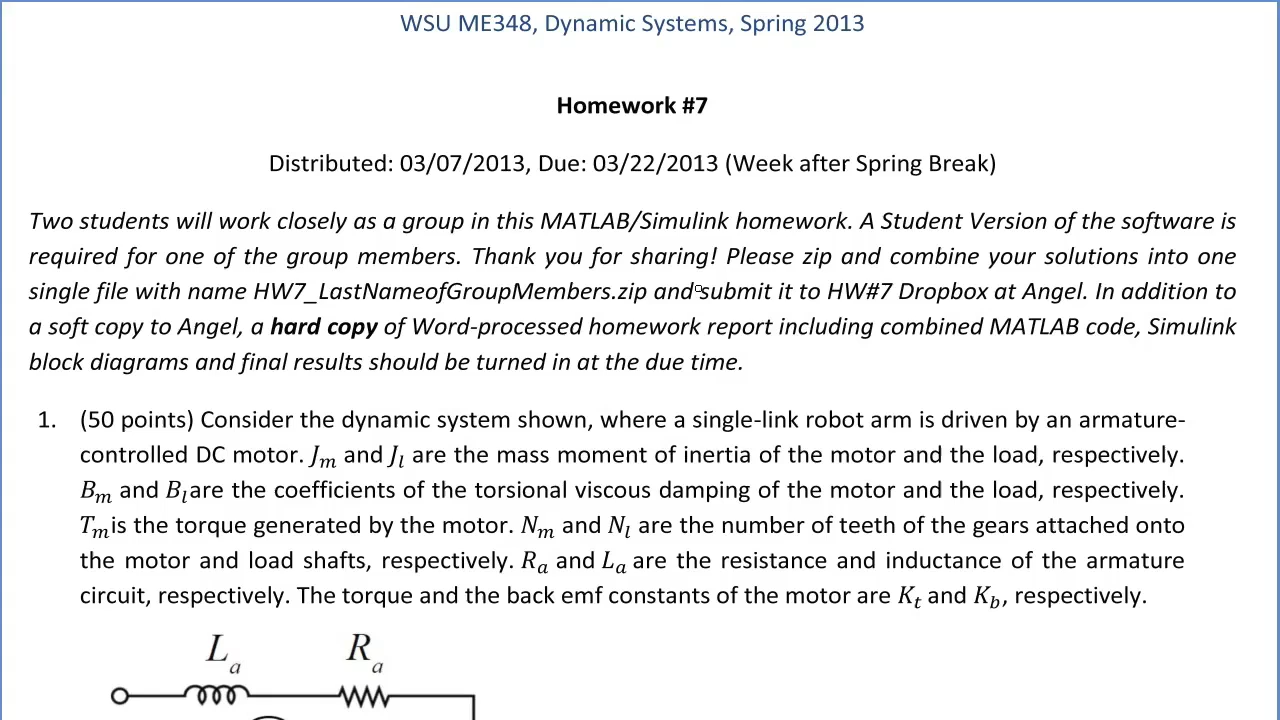 WSU ME348, Dynamic Systems, Spring 2013
Homework #7
Distributed: 03/07/2013, Due: 03/22/2013 (Week after Spring Break)
Two students will work closely as a group in this MATLAB/Simulink homework. A Student Version of the software is
required for one of the group members. Thank you for sharing! Please zip and combine your solutions into one
single file with name HW7_LastNameofGroupMembers.zip and submit it to HW#7 Dropbox at Angel. In addition to
a soft copy to Angel, a hard copy of Word-processed homework report including combined MATLAB code, Simulink
block diagrams and final results should be turned in at the due time.
1. (50 points) Consider the dynamic system shown, where a single-link robot arm is driven by an armature-
controlled DC motor. J_m and J_l are the mass moment of inertia of the motor and the load, respectively.
B_m and B_l are the coefficients of the torsional viscous damping of the motor and the load, respectively.
T_m is the torque generated by the motor. N_m and N_l are the number of teeth of the gears attached onto
the motor and load shafts, respectively. R_a and L_a are the resistance and inductance of the armature
circuit, respectively. The torque and the back emf constants of the motor are K_t and K_b, respectively.
L_a R_a